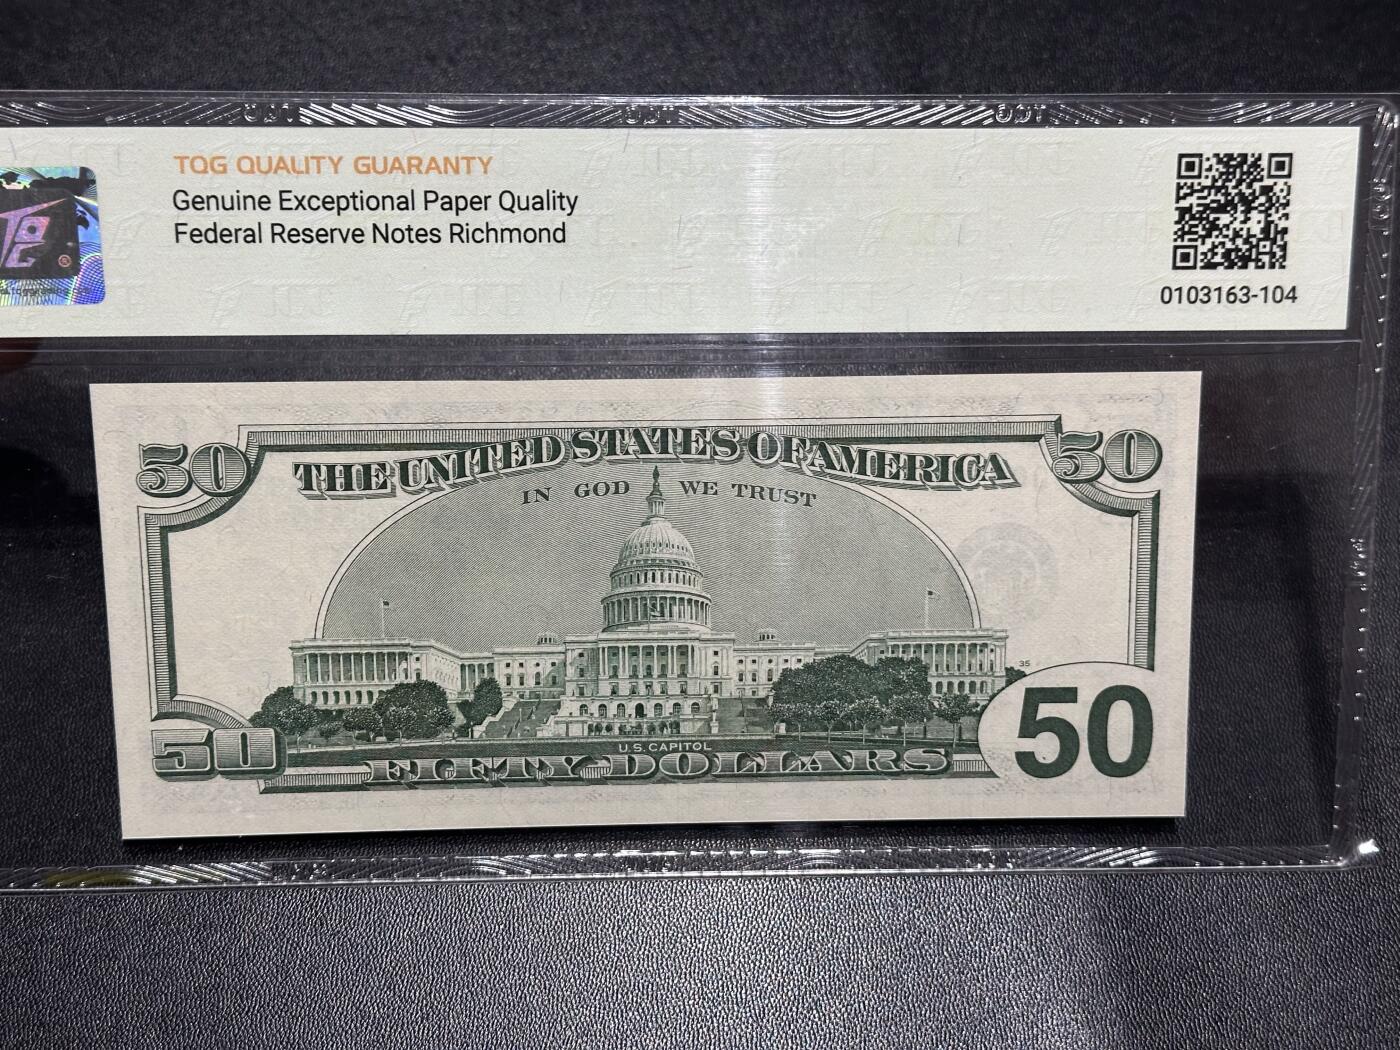 TQG QUALITY GUARANTY
Genuine Exceptional Paper Quality
Federal Reserve Notes Richmond
0103163-104
50
THE UNITED STATES OF AMERICA
50
IN GOD WE TRUST
35
U.S. CAPITOL
50
FIFTY DOLLARS
50